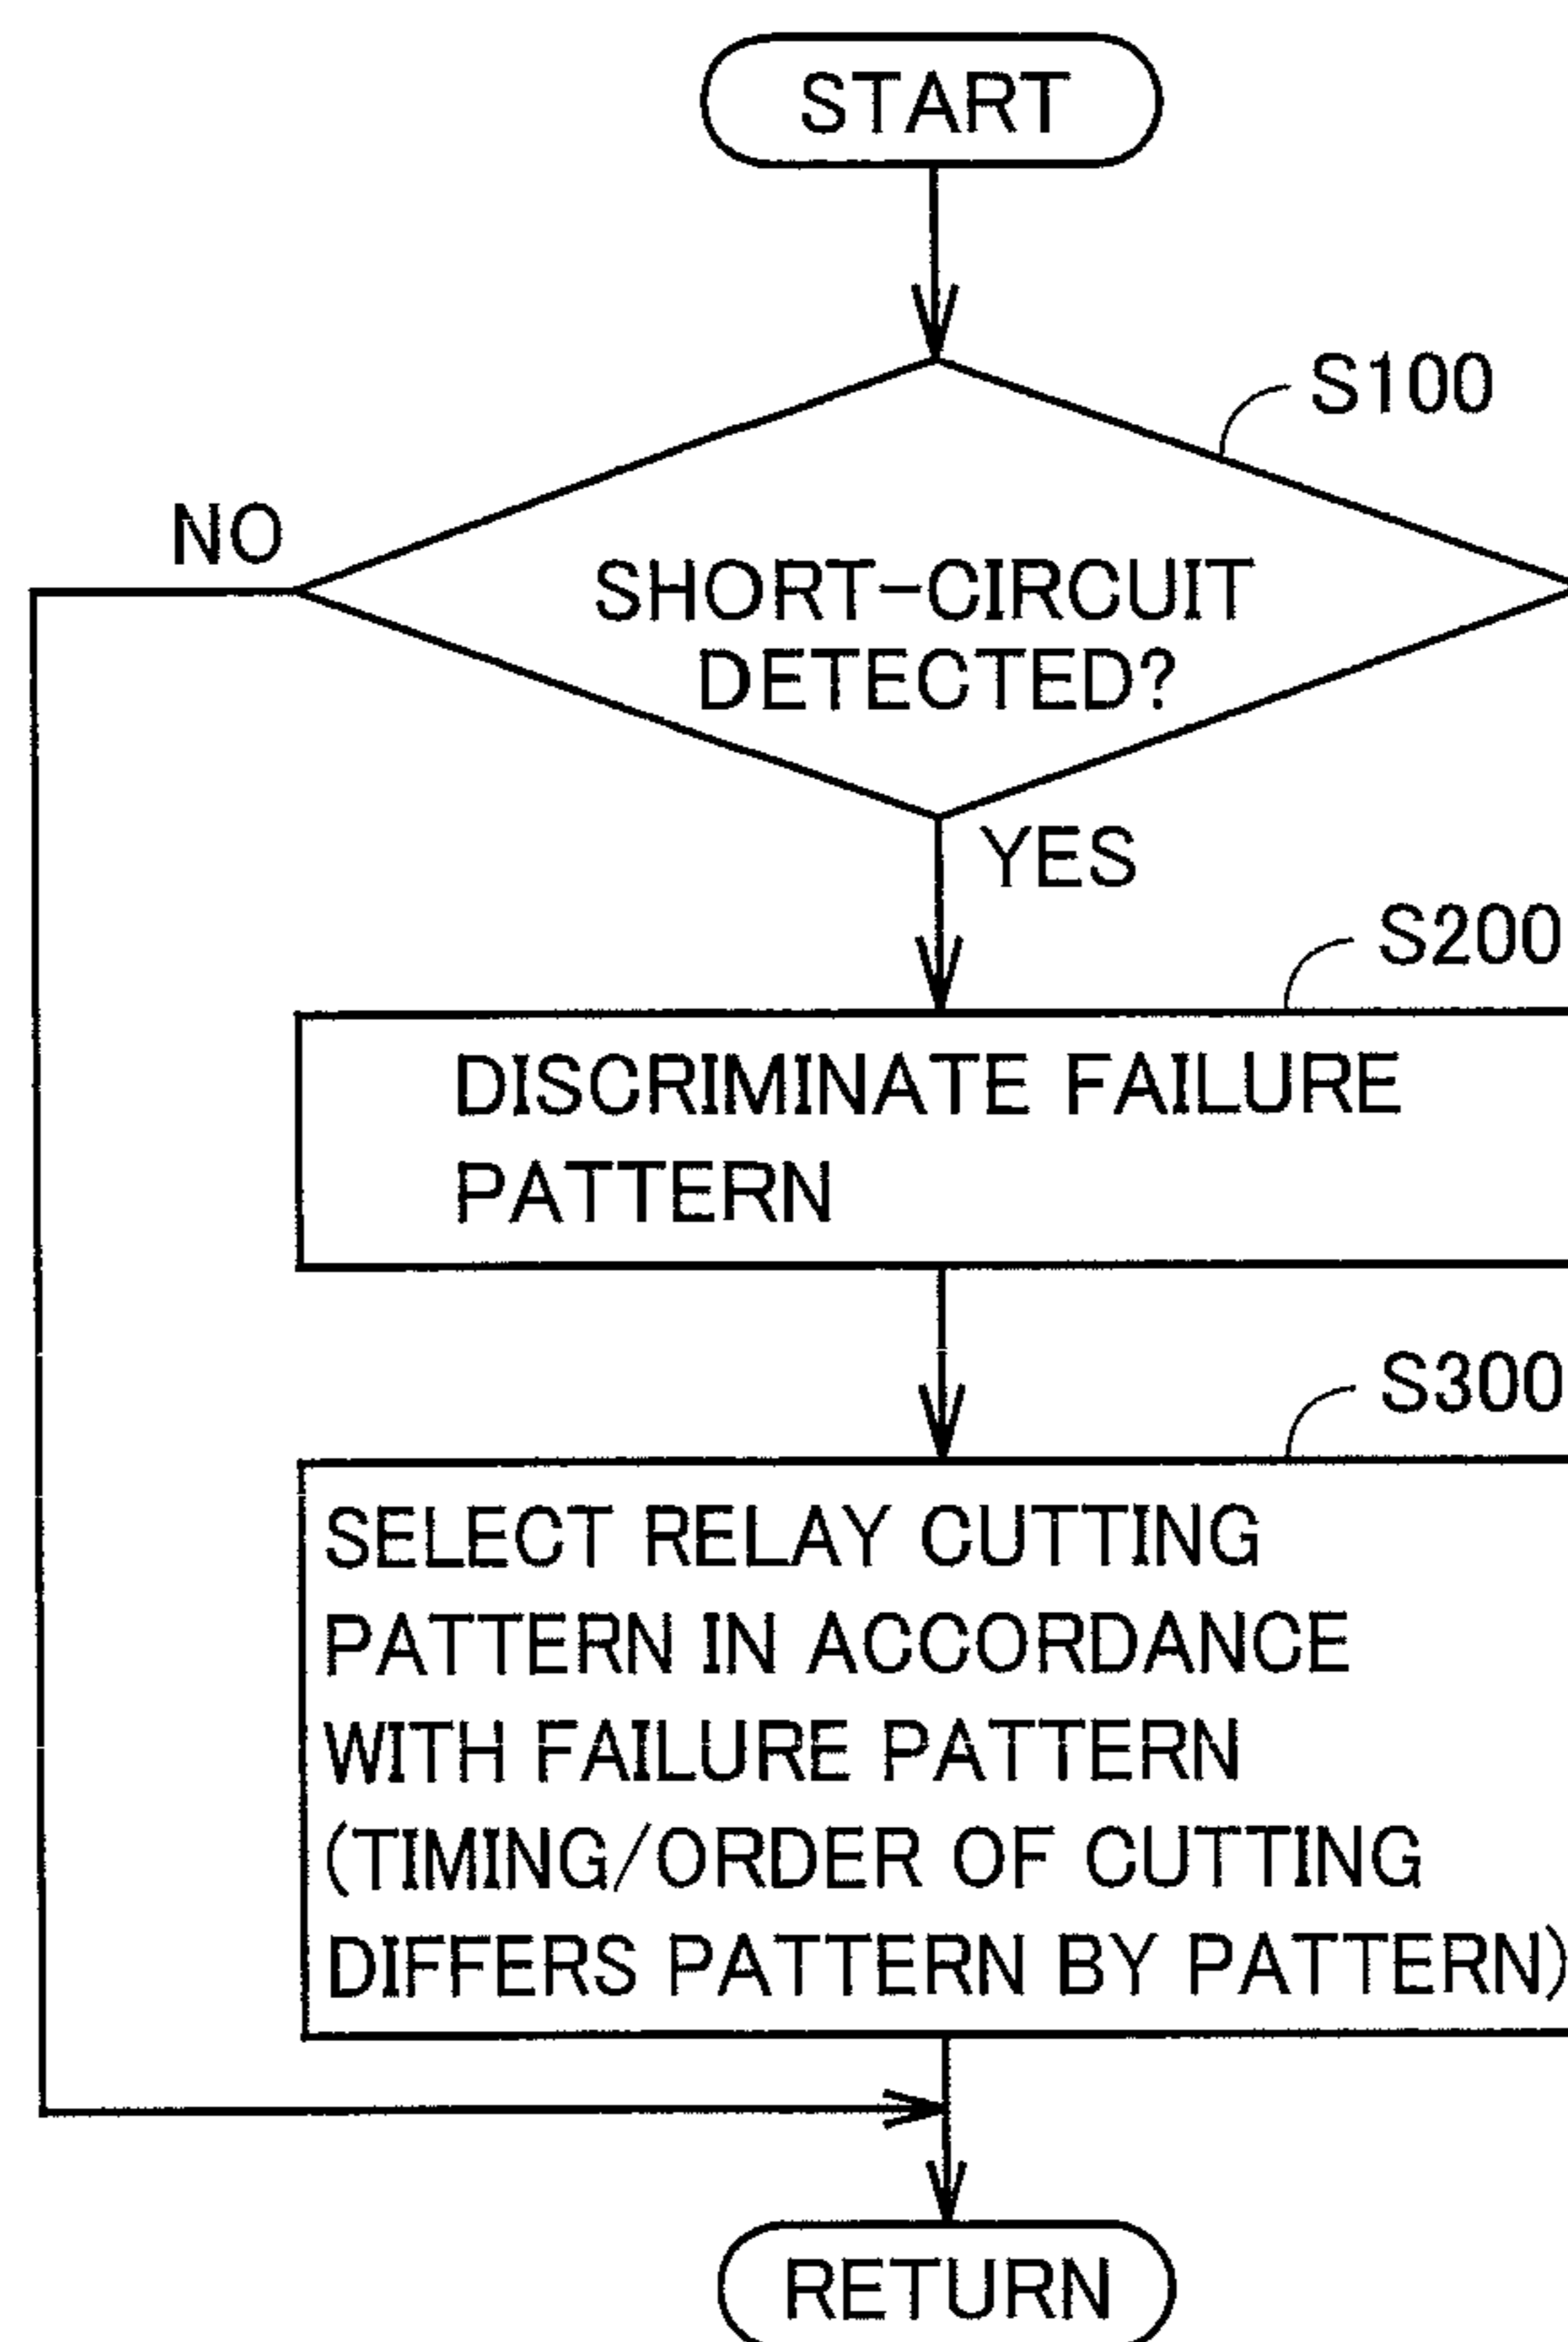 START
S100
NO
SHORT-CIRCUIT
DETECTED?
YES
S200
DISCRIMINATE FAILURE
PATTERN
S300
SELECT RELAY CUTTING
PATTERN IN ACCORDANCE
WITH FAILURE PATTERN
(TIMING/ORDER OF CUTTING
DIFFERS PATTERN BY PATTERN)
RETURN